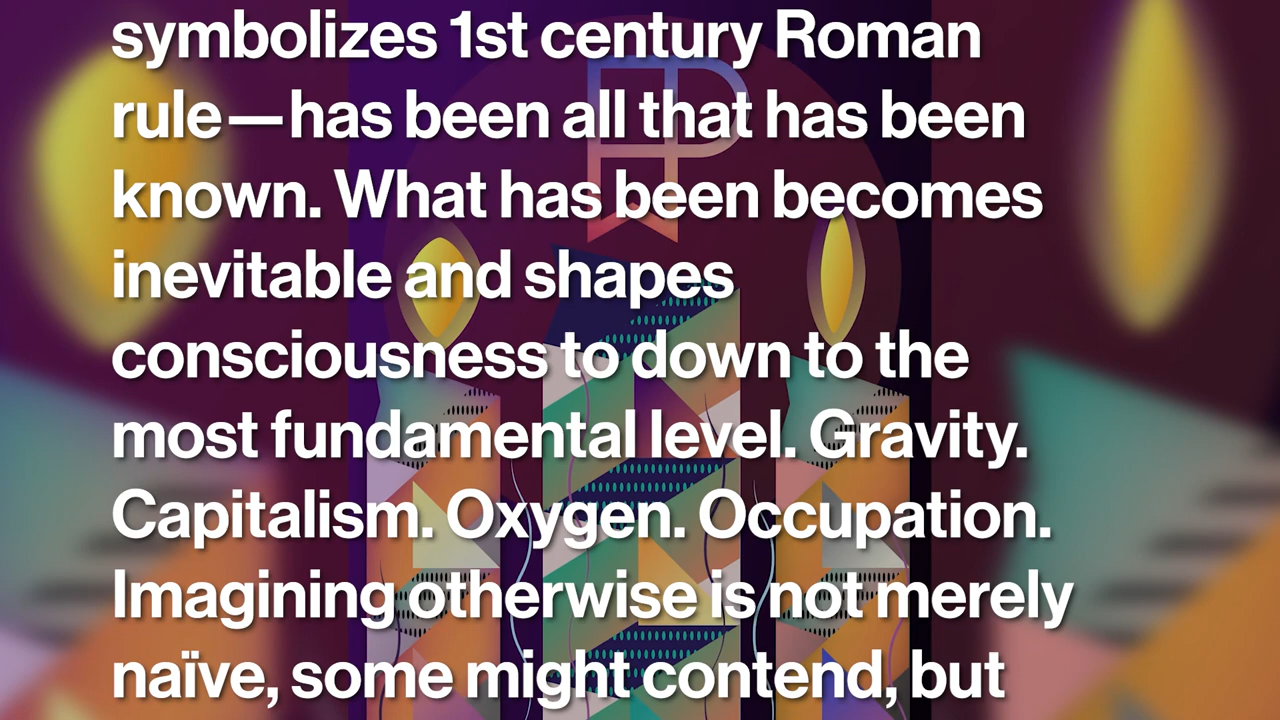 symbolizes 1st century Roman
rule—has been all that has been
known. What has been becomes
inevitable and shapes
consciousness to down to the
most fundamental level. Gravity.
Capitalism. Oxygen. Occupation.
Imagining otherwise is not merely
naïve, some might contend, but